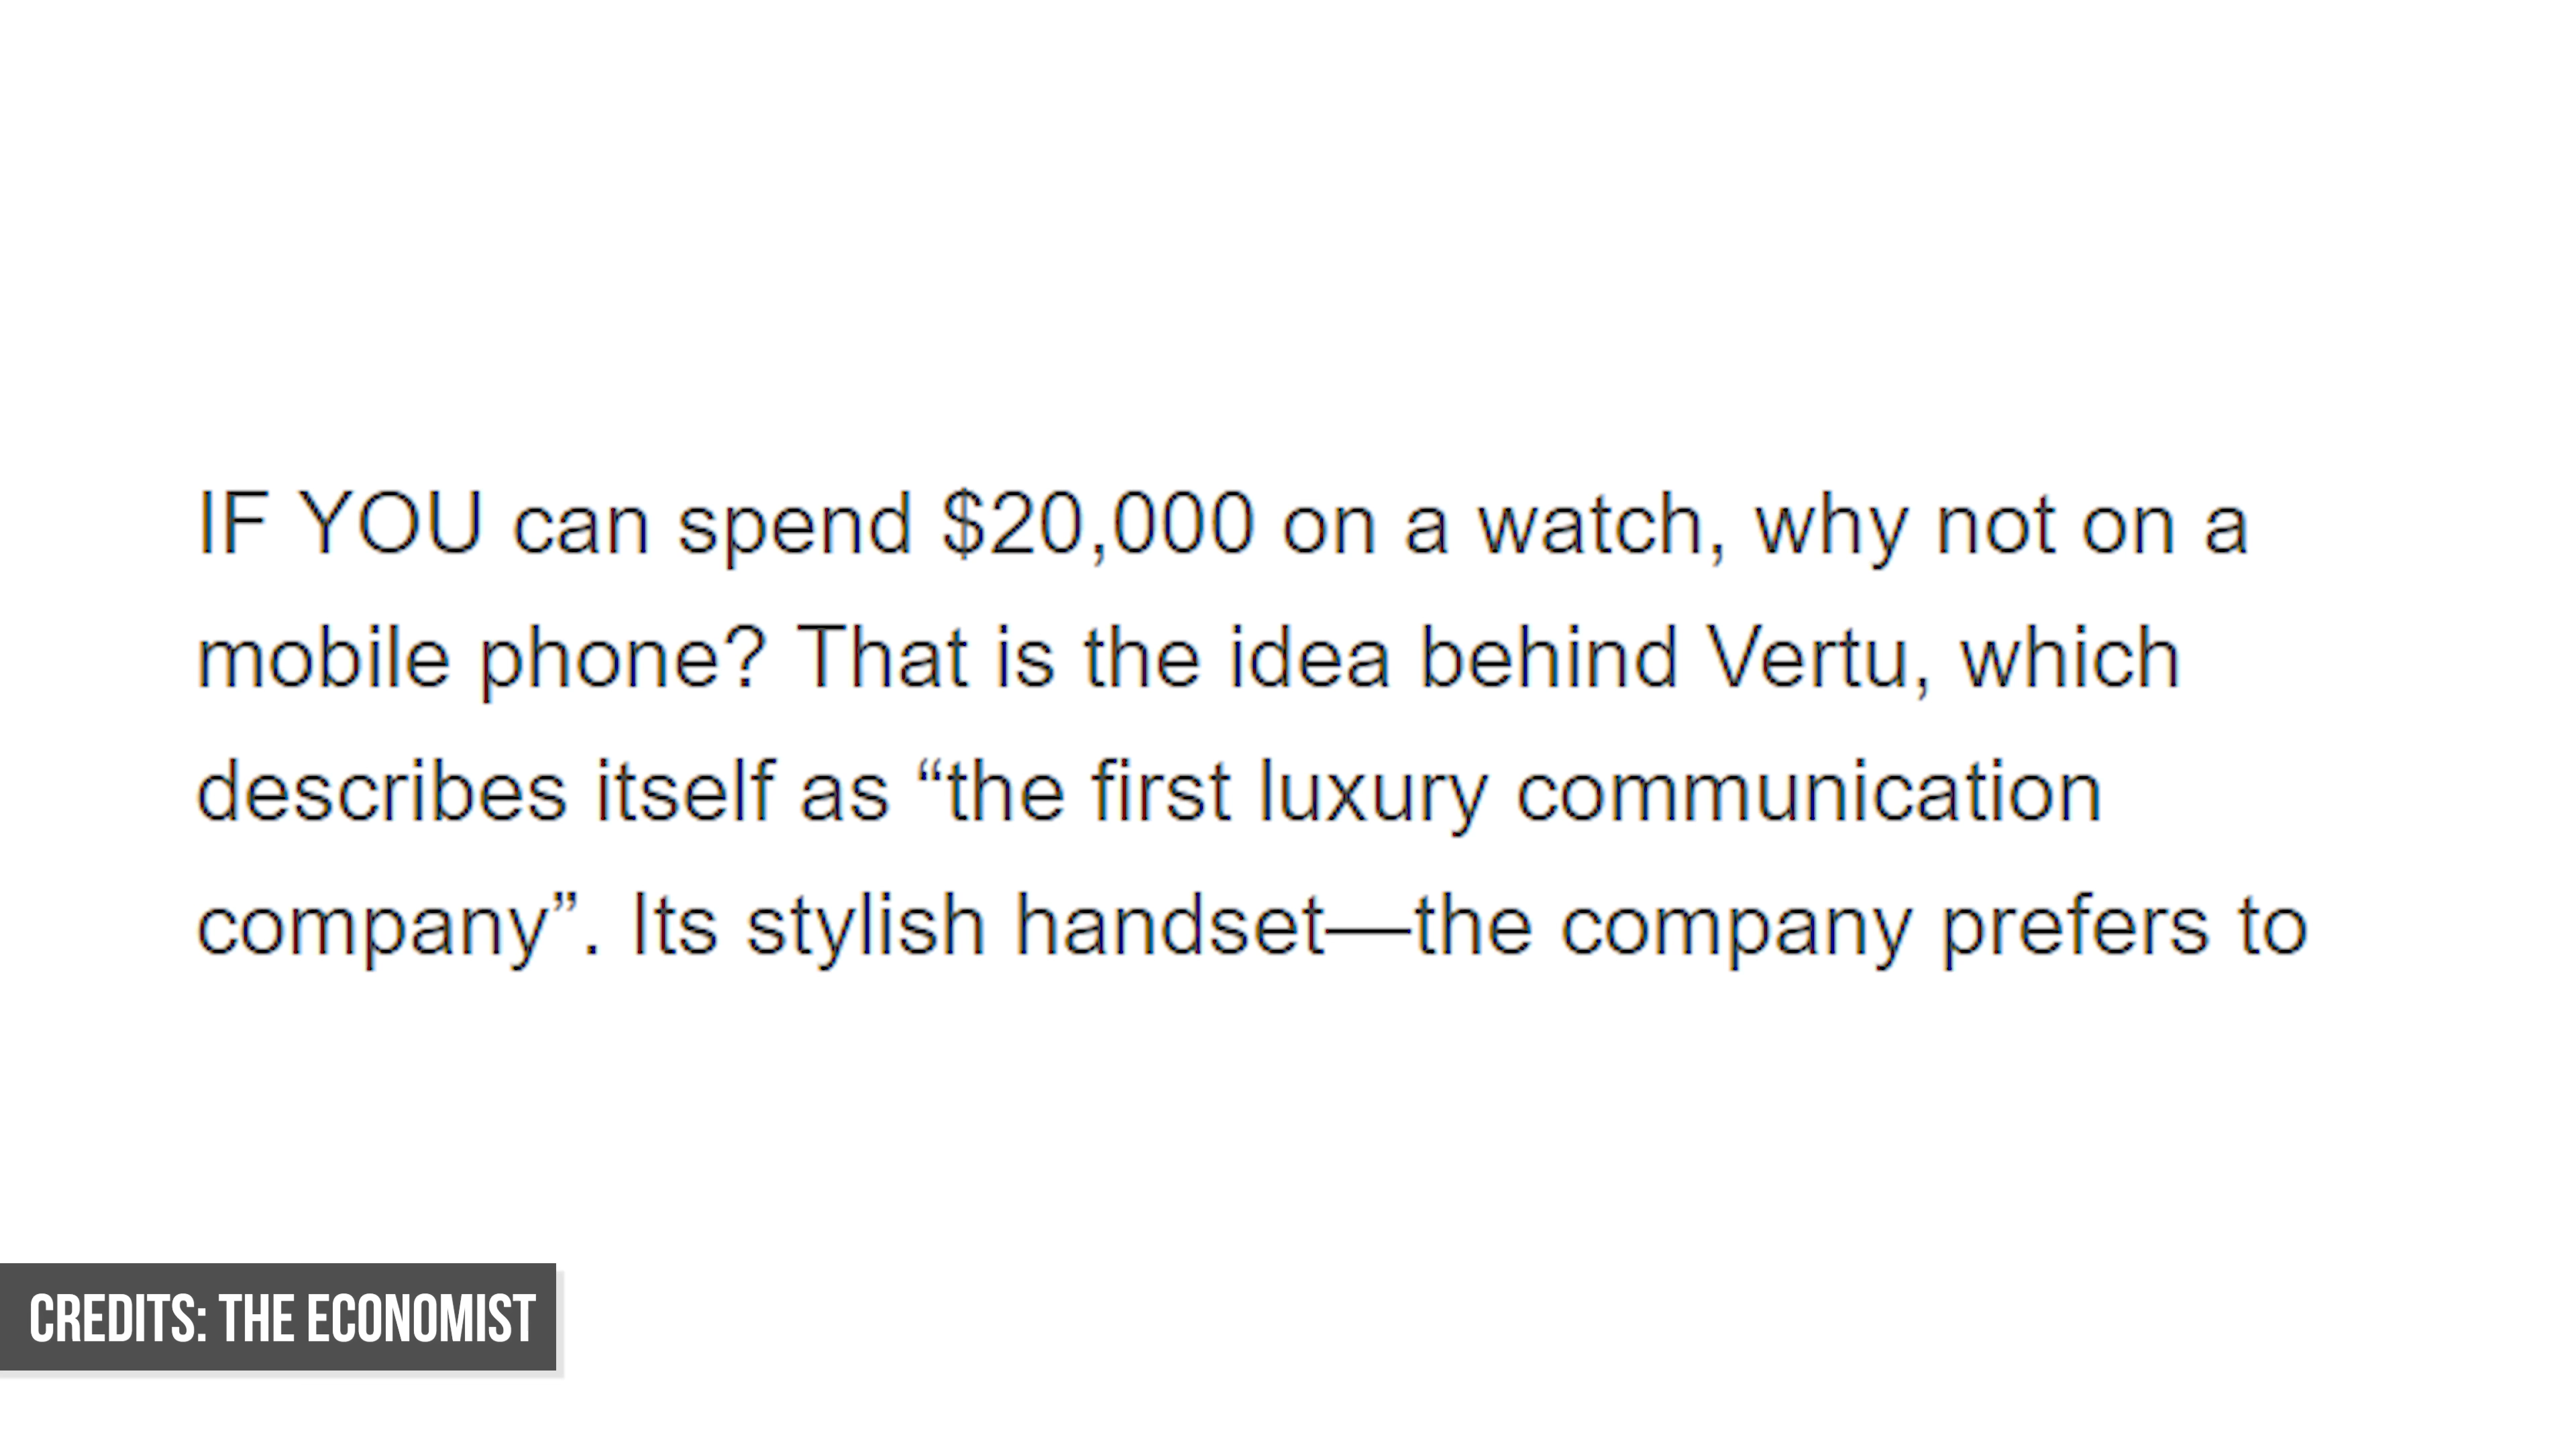 IF YOU can spend $20,000 on a watch, why not on a
mobile phone? That is the idea behind Vertu, which
describes itself as “the first luxury communication
company”. Its stylish handset—the company prefers to
CREDITS: THE ECONOMIST